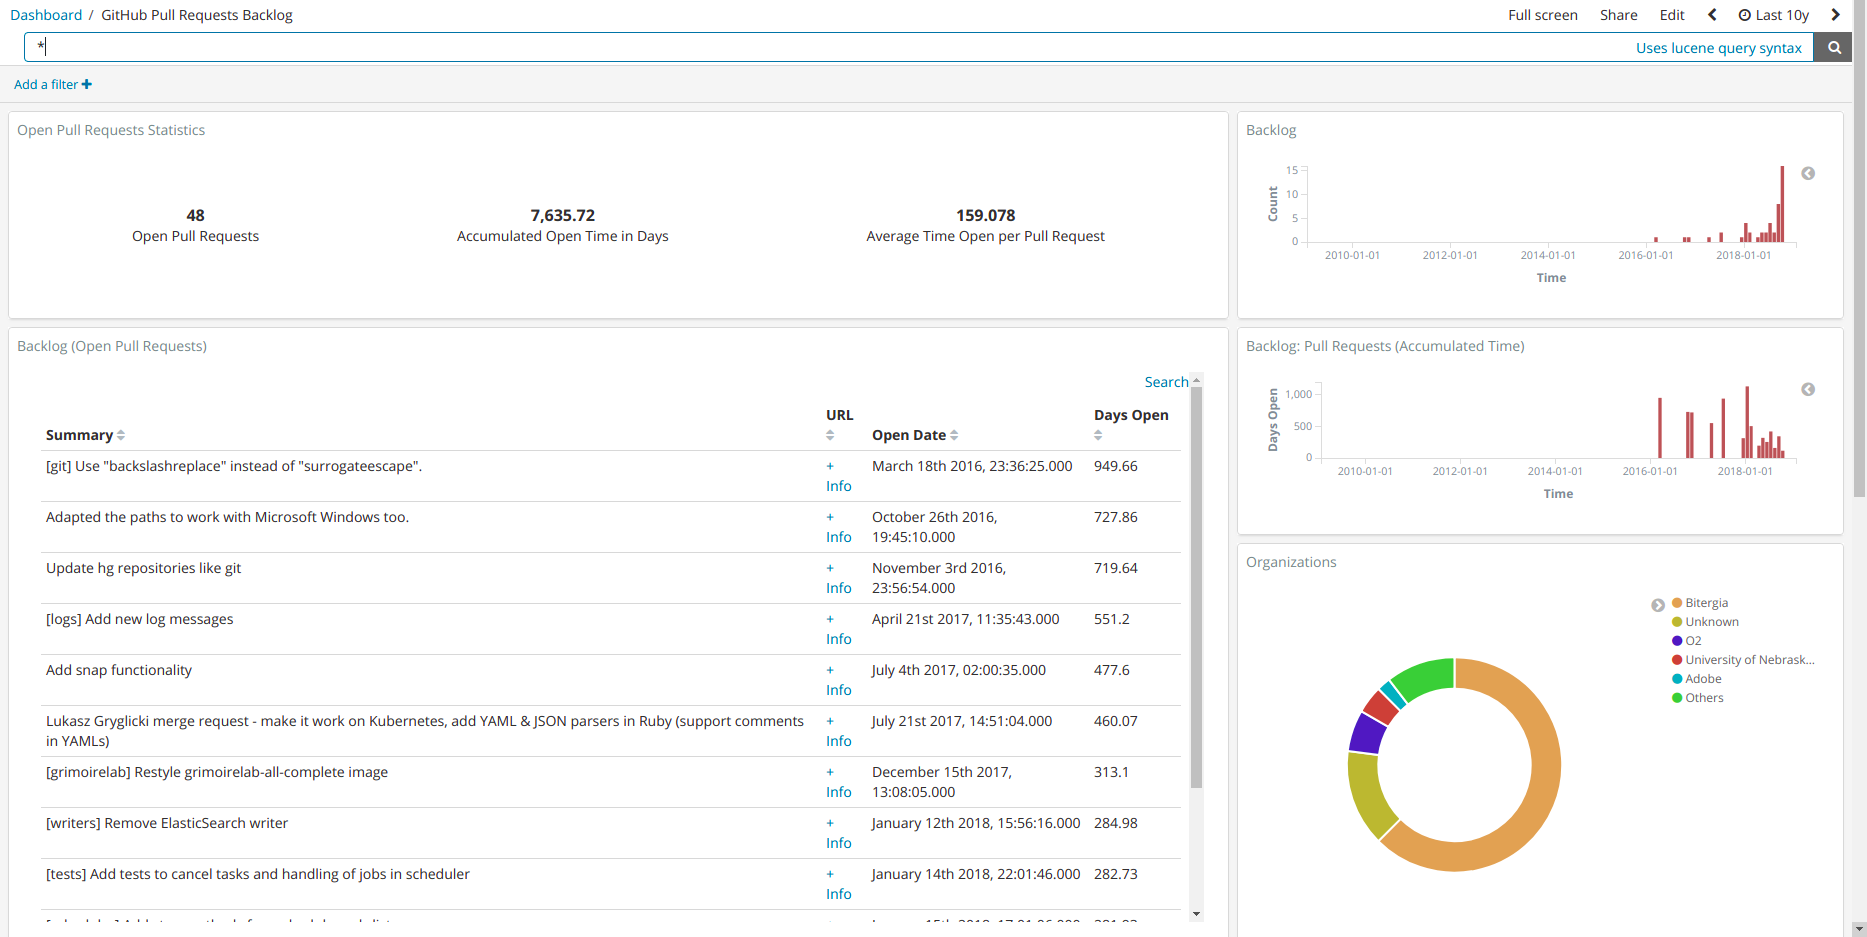 Dashboard / GitHub Pull Requests Backlog
Full screen Share Edit Last 10y
*
Uses lucene query syntax
Add a filter +
Open Pull Requests Statistics
48
Open Pull Requests
7,635.72
Accumulated Open Time in Days
159.078
Average Time Open per Pull Request
Backlog
Count
15
10
5
0
2010-01-01 2012-01-01 2014-01-01 2016-01-01 2018-01-01
Time
Backlog (Open Pull Requests)
Search
Summary URL Open Date Days Open
[git] Use "backslashreplace" instead of "surrogateescape". + Info March 18th 2016, 23:36:25.000 949.66
Adapted the paths to work with Microsoft Windows too. + Info October 26th 2016, 19:45:10.000 727.86
Update hg repositories like git + Info November 3rd 2016, 23:56:54.000 719.64
[logs] Add new log messages + Info April 21st 2017, 11:35:43.000 551.2
Add snap functionality + Info July 4th 2017, 02:00:35.000 477.6
Lukasz Gryglicki merge request - make it work on Kubernetes, add YAML & JSON parsers in Ruby (support comments
in YAMLs) + Info July 21st 2017, 14:51:04.000 460.07
[grimoirelab] Restyle grimoirelab-all-complete image + Info December 15th 2017, 13:08:05.000 313.1
[writers] Remove ElasticSearch writer + Info January 12th 2018, 15:56:16.000 284.98
[tests] Add tests to cancel tasks and handling of jobs in scheduler + Info January 14th 2018, 22:01:46.000 282.73
Backlog: Pull Requests (Accumulated Time)
Days Open
1,000
500
0
2010-01-01 2012-01-01 2014-01-01 2016-01-01 2018-01-01
Time
Organizations
Bitergia
Unknown
O2
University of Nebrask...
Adobe
Others